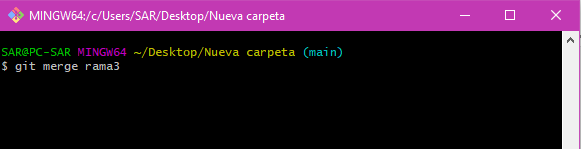 MINGW64:/c/Users/SAR/Desktop/Nueva carpeta
SAR@PC-SAR MINGW64 ~/Desktop/Nueva carpeta (main)
$ git merge rama3